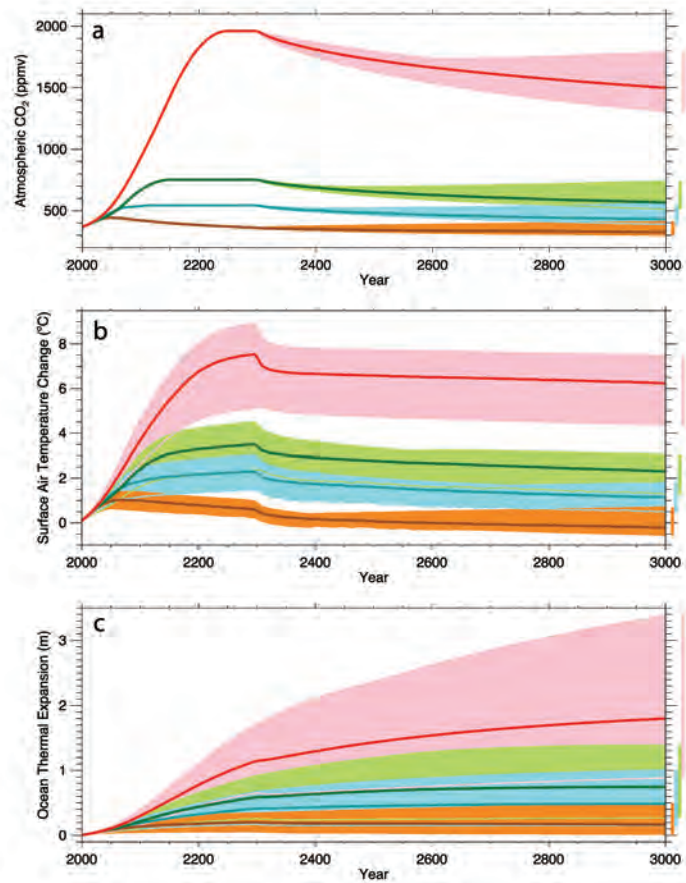 a
Atmospheric CO2 (ppmv)
2000
1500
1000
500
2000 2200 2400 2600 2800 3000
Year
b
Surface Air Temperature Change (°C)
8
6
4
2
0
2000 2200 2400 2600 2800 3000
Year
c
Ocean Thermal Expansion (m)
3
2
1
0
2000 2200 2400 2600 2800 3000
Year